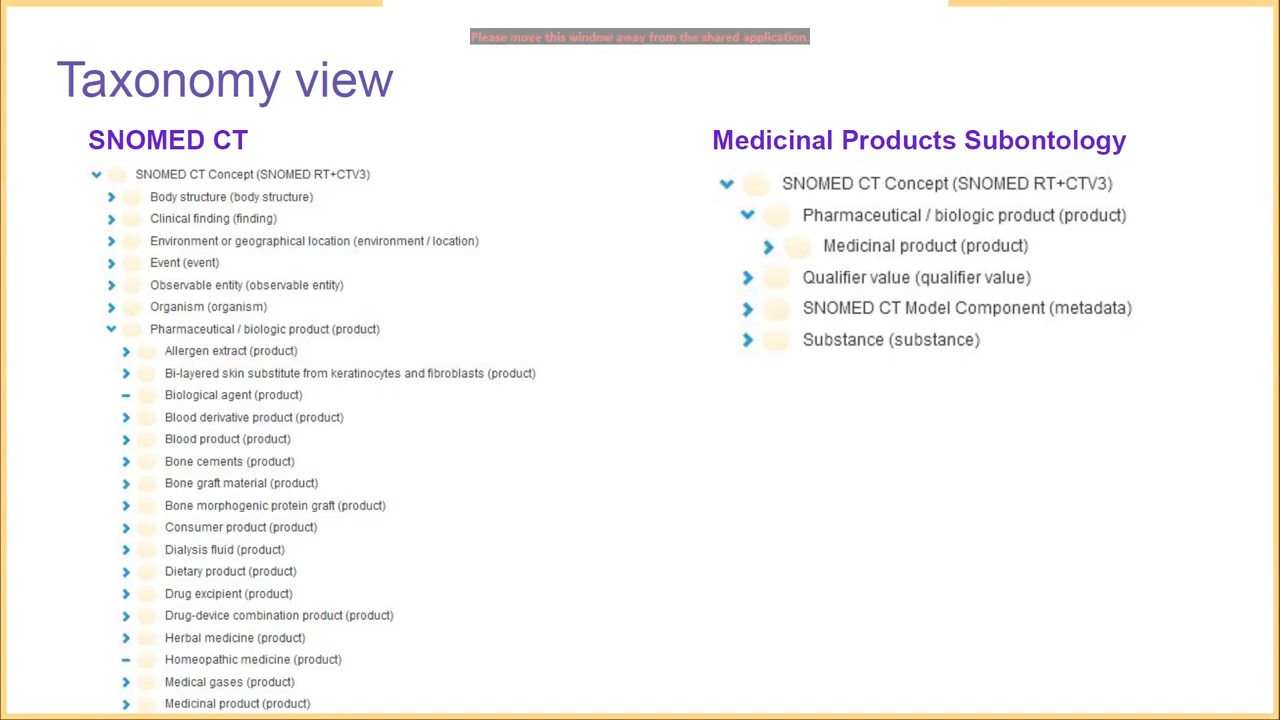 Please move this window away from the shared application.
Taxonomy view
SNOMED CT
SNOMED CT Concept (SNOMED RT+CTV3)
Body structure (body structure)
Clinical finding (finding)
Environment or geographical location (environment / location)
Event (event)
Observable entity (observable entity)
Organism (organism)
Pharmaceutical / biologic product (product)
Allergen extract (product)
Bi-layered skin substitute from keratinocytes and fibroblasts (product)
Biological agent (product)
Blood derivative product (product)
Blood product (product)
Bone cements (product)
Bone graft material (product)
Bone morphogenic protein graft (product)
Consumer product (product)
Dialysis fluid (product)
Dietary product (product)
Drug excipient (product)
Drug-device combination product (product)
Herbal medicine (product)
Homeopathic medicine (product)
Medical gases (product)
Medicinal product (product)
Medicinal Products Subontology
SNOMED CT Concept (SNOMED RT+CTV3)
Pharmaceutical / biologic product (product)
Medicinal product (product)
Qualifier value (qualifier value)
SNOMED CT Model Component (metadata)
Substance (substance)